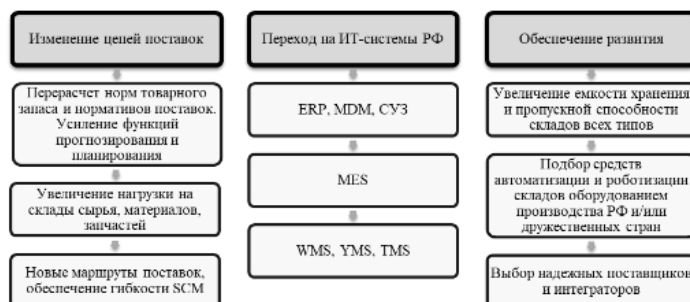 Изменение цепей поставок
Перерасчет норм товарного
запаса и нормативов поставок.
Усиление функций
прогнозирования и
планирования
Увеличение нагрузки на
склады сырья, материалов,
запчастей
Новые маршруты поставок,
обеспечение гибкости SCM
Переход на ИТ-системы РФ
ERP, MDM, СУЗ
MES
WMS, YMS, TMS
Обеспечение развития
Увеличение емкости хранения
и пропускной способности
складов всех типов
Подбор средств
автоматизации и роботизации
складов оборудованием
производства РФ и/или
дружественных стран
Выбор надежных поставщиков
и интеграторов